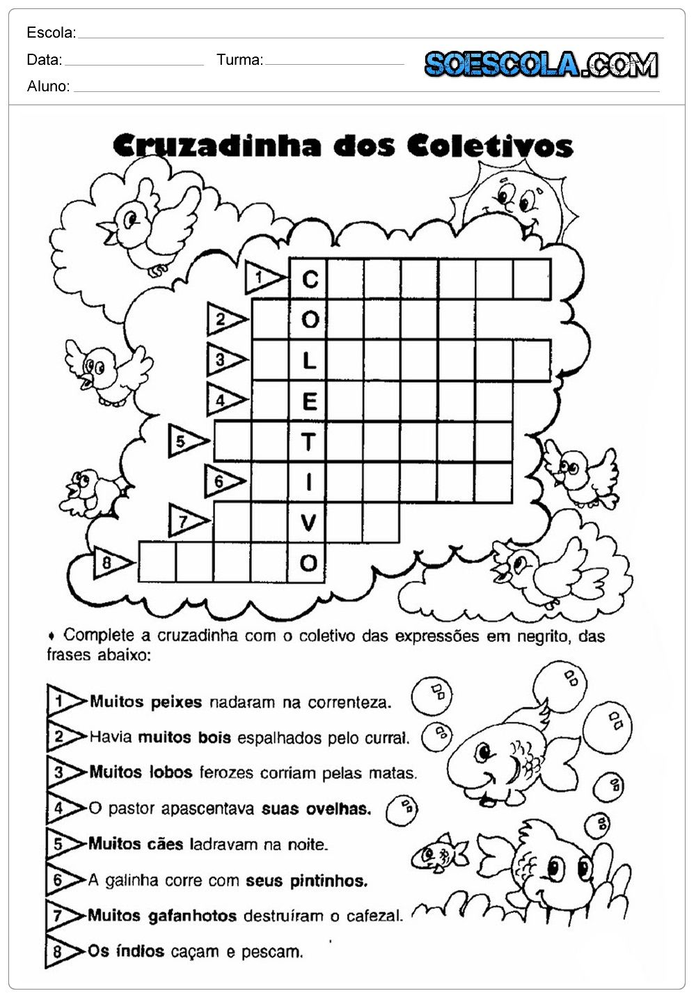 Escola:
Data: Turma:
SOESCOLA.COM
Aluno:
Cruzadinha dos Coletivos
1 C
2 O
3 L
4 E
5 T
6 I
7 V
8 O
♦ Complete a cruzadinha com o coletivo das expressões em negrito, das
frases abaixo:
1 Muitos peixes nadaram na correnteza.
2 Havia muitos bois espalhados pelo curral.
3 Muitos lobos ferozes corriam pelas matas.
4 O pastor apascentava suas ovelhas.
5 Muitos cães ladravam na noite.
6 A galinha corre com seus pintinhos.
7 Muitos gafanhotos destruíram o cafezal.
8 Os índios caçam e pescam.